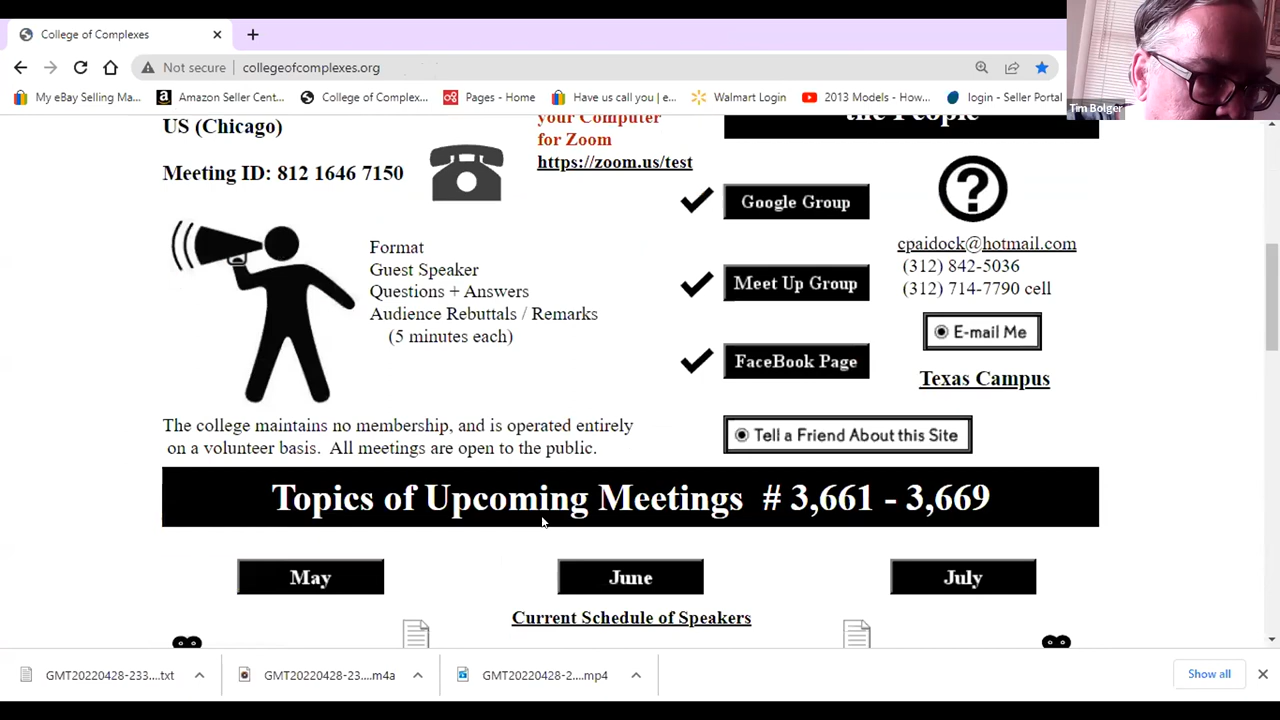 College of Complexes
Not secure
collegeofcomplexes.org
My eBay Selling Ma...
Amazon Seller Cent...
College of Complex...
Pages - Home
Have us call you | e...
Walmart Login
login - Seller Portal
Tim Bolger
US (Chicago)
your Computer
for Zoom
https://zoom.us/test
the People
Meeting ID: 812 1646 7150
Google Group
Meet Up Group
FaceBook Page
cpaidock@hotmail.com
(312) 842-5036
(312) 714-7790 cell
E-mail Me
Texas Campus
Format
Guest Speaker
Questions + Answers
Audience Rebuttals / Remarks
(5 minutes each)
The college maintains no membership, and is operated entirely
on a volunteer basis. All meetings are open to the public.
Tell a Friend About this Site
Topics of Upcoming Meetings # 3,661 - 3,669
May
June
July
Current Schedule of Speakers
GMT20220428-233....txt
GMT20220428-23....m4a
GMT20220428-2....mp4
Show all